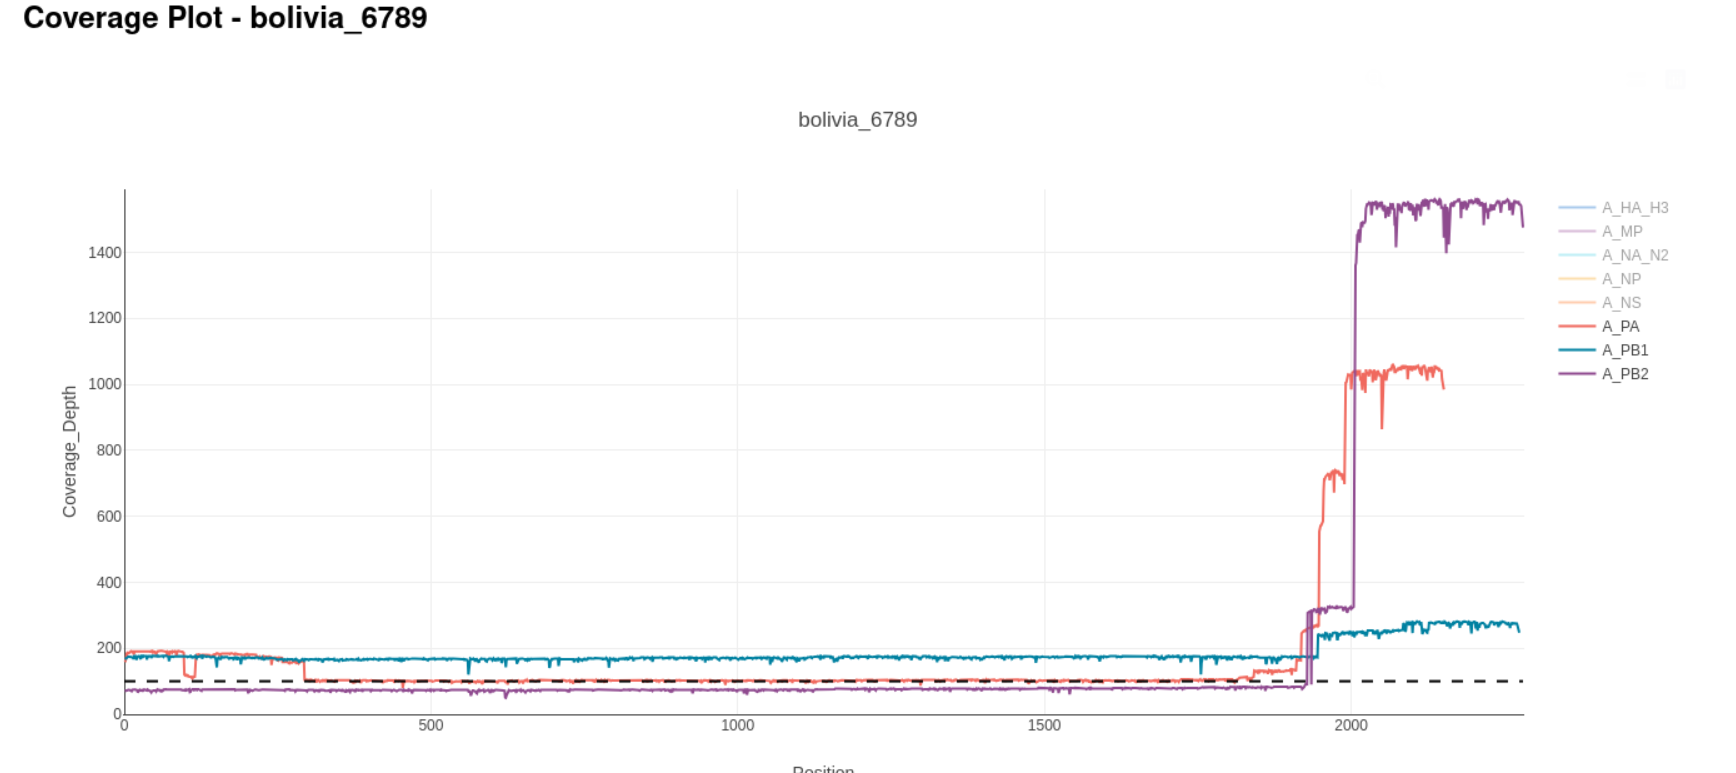 Coverage Plot - bolivia_6789
bolivia_6789
Coverage_Depth
1400
1200
1000
800
600
400
200
0
0 500 1000 1500 2000
Position
A_HA_H3
A_MP
A_NA_N2
A_NP
A_NS
A_PA
A_PB1
A_PB2